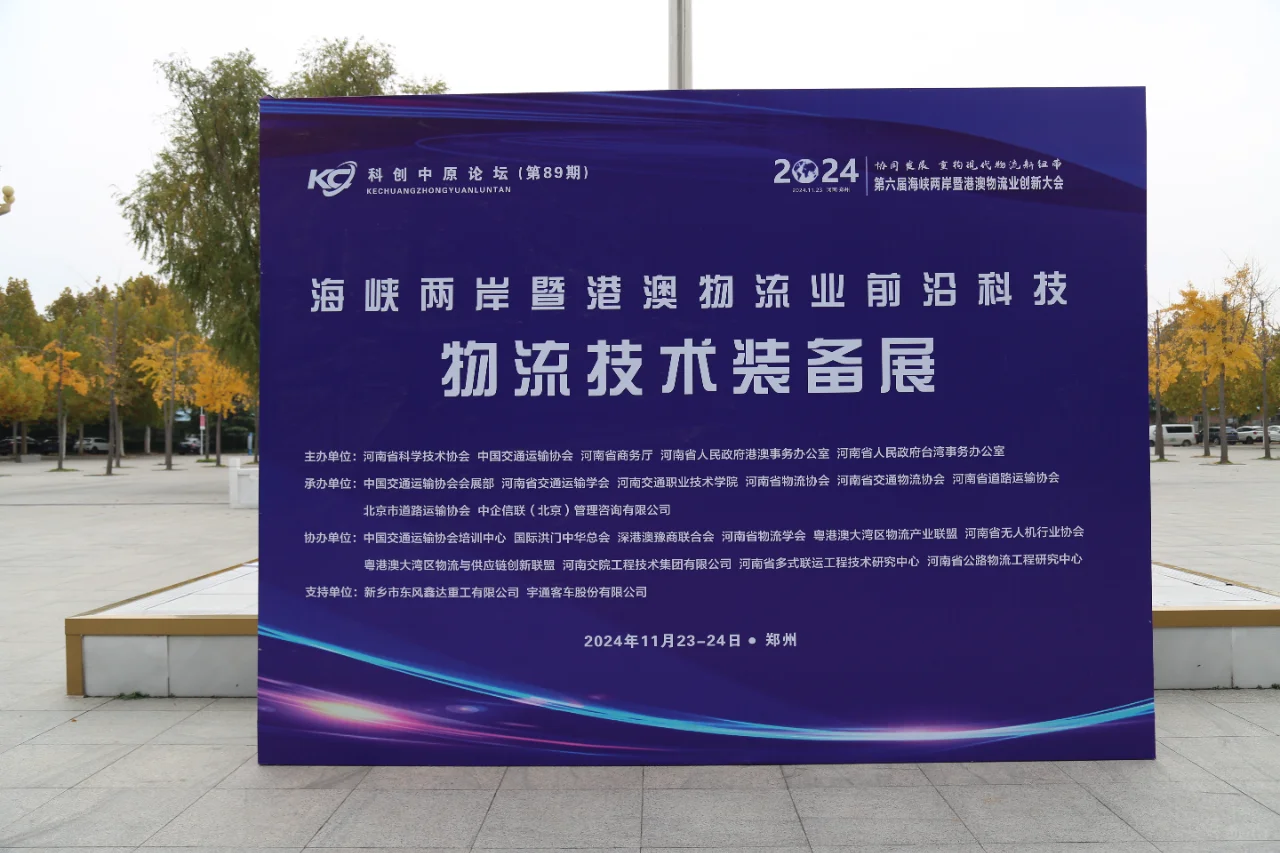 科创中原论坛(第89期)
KECHUANGZHONGYUANLUNTAN
2024
2024.11.23 河南·郑州
协同发展 重构现代物流新纽带
第六届海峡两岸暨港澳物流业创新大会
海峡两岸暨港澳物流业前沿科技
物流技术装备展
主办单位：河南省科学技术协会 中国交通运输协会 河南省商务厅 河南省人民政府港澳事务办公室 河南省人民政府台湾事务办公室
承办单位：中国交通运输协会会展部 河南省交通运输学会 河南交通职业技术学院 河南省物流协会 河南省交通物流协会 河南省道路运输协会
北京市道路运输协会 中企信联（北京）管理咨询有限公司
协办单位：中国交通运输协会培训中心 国际洪门中华总会 深港澳豫商联合会 河南省物流学会 粤港澳大湾区物流产业联盟 河南省无人机行业协会
粤港澳大湾区物流与供应链创新联盟 河南交院工程技术集团有限公司 河南省多式联运工程技术研究中心 河南省公路物流工程研究中心
支持单位：新乡市东风鑫达重工有限公司 宇通客车股份有限公司
2024年11月23-24日 ● 郑州